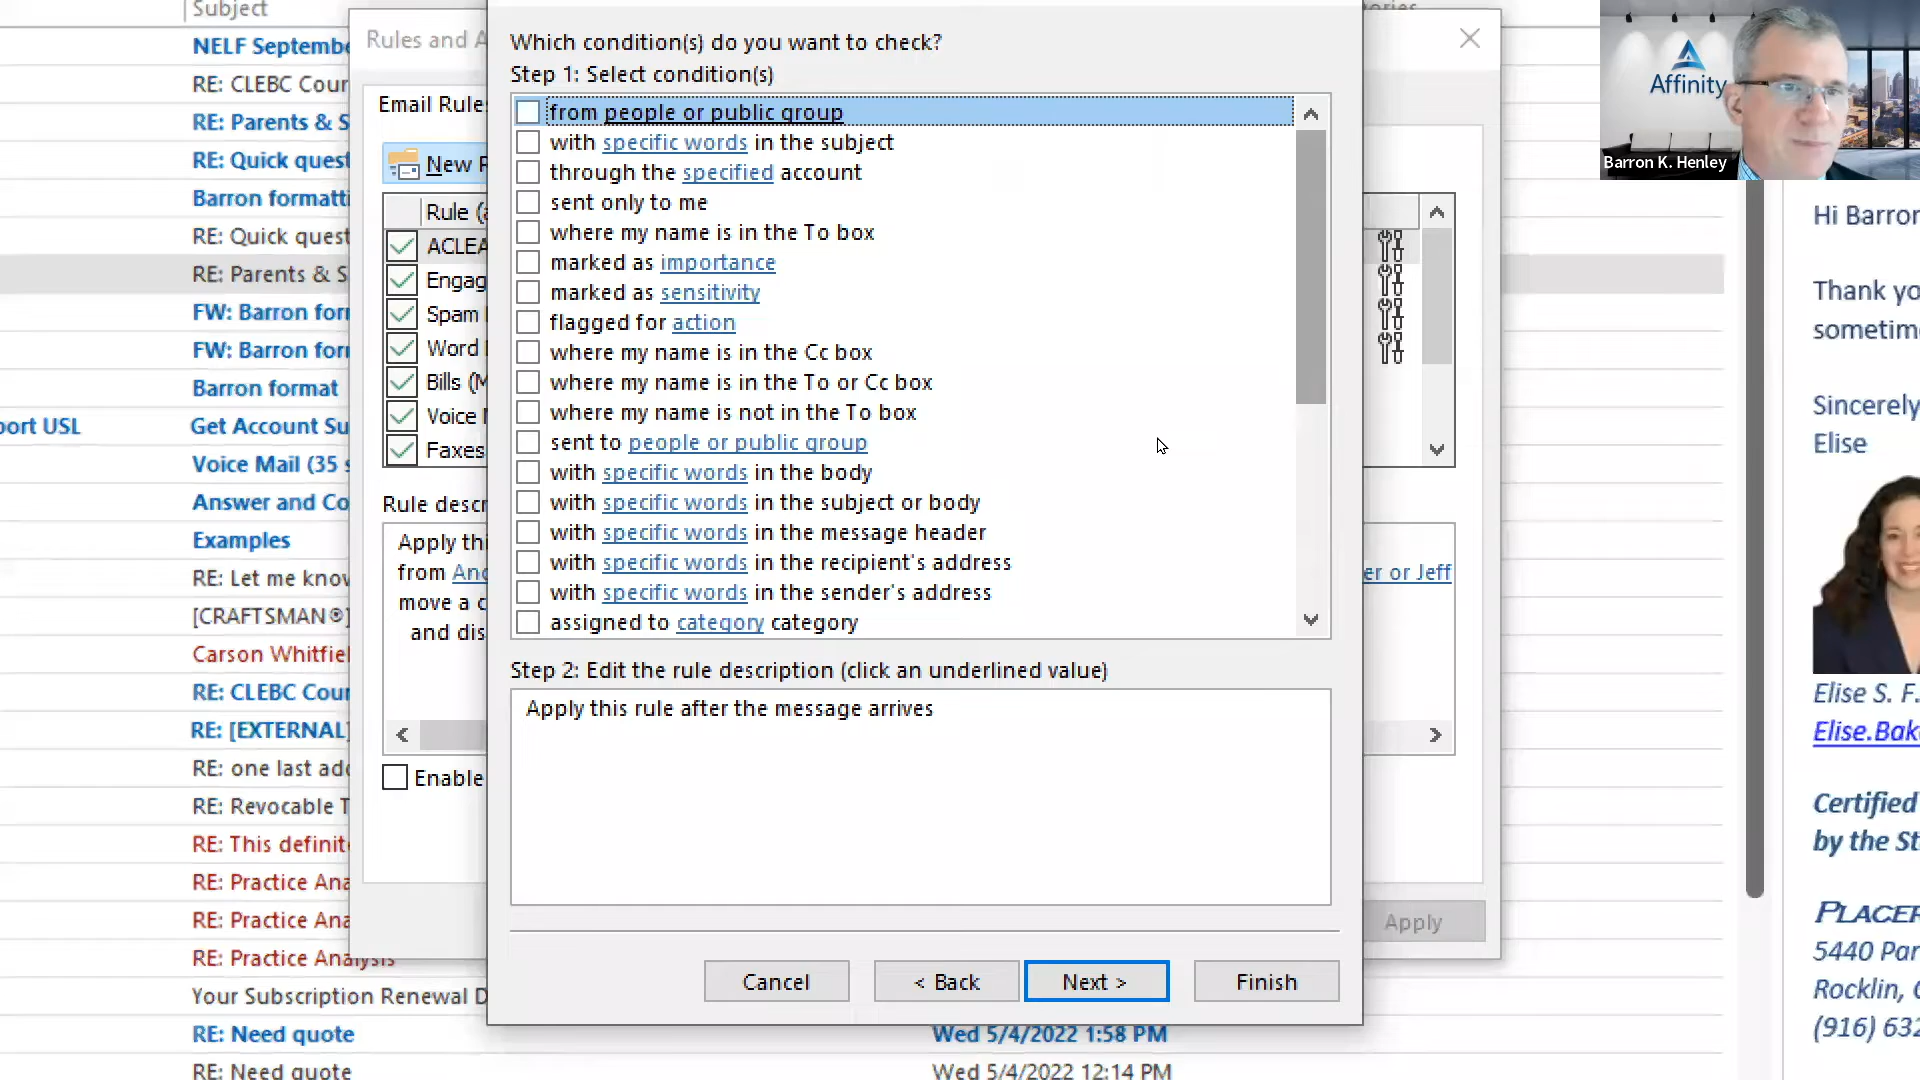 Subject
NELF Septembe
RE: CLEBC Cour
RE: Parents & S
RE: Quick quest
Barron formatti
RE: Quick quest
RE: Parents & S
FW: Barron forr
FW: Barron forr
Barron format
port USL
Get Account Su
Voice Mail (35 s
Answer and Co
Examples
RE: Let me know
[CRAFTSMAN®]
Carson Whitfiel
RE: CLEBC Cour
RE: [EXTERNAL]
RE: one last add
RE: Revocable T
RE: This definit
RE: Practice Ana
RE: Practice Ana
RE: Practice Analysis
Your Subscription Renewal D
RE: Need quote
Wed 5/4/2022 1:58 PM
RE: Need quote
Wed 5/4/2022 12:14 PM
Rules and A
Email Rules
New R
Rule (a
ACLEA
Engag
Spam
Word
Bills (M
Voice M
Faxes
Rule descr
Apply thi
from And
er or Jeff
move a c
and dis
Enable
Apply
Which condition(s) do you want to check?
Step 1: Select condition(s)
from people or public group
with specific words in the subject
through the specified account
sent only to me
where my name is in the To box
marked as importance
marked as sensitivity
flagged for action
where my name is in the Cc box
where my name is in the To or Cc box
where my name is not in the To box
sent to people or public group
with specific words in the body
with specific words in the subject or body
with specific words in the message header
with specific words in the recipient's address
with specific words in the sender's address
assigned to category category
Step 2: Edit the rule description (click an underlined value)
Apply this rule after the message arrives
Cancel
< Back
Next >
Finish
Affinity
Barron K. Henley
Hi Barron
Thank yo
sometime
Sincerely
Elise
Elise S. F.
Elise.Bak
Certified
by the St
PLACER
5440 Par
Rocklin, C
(916) 632